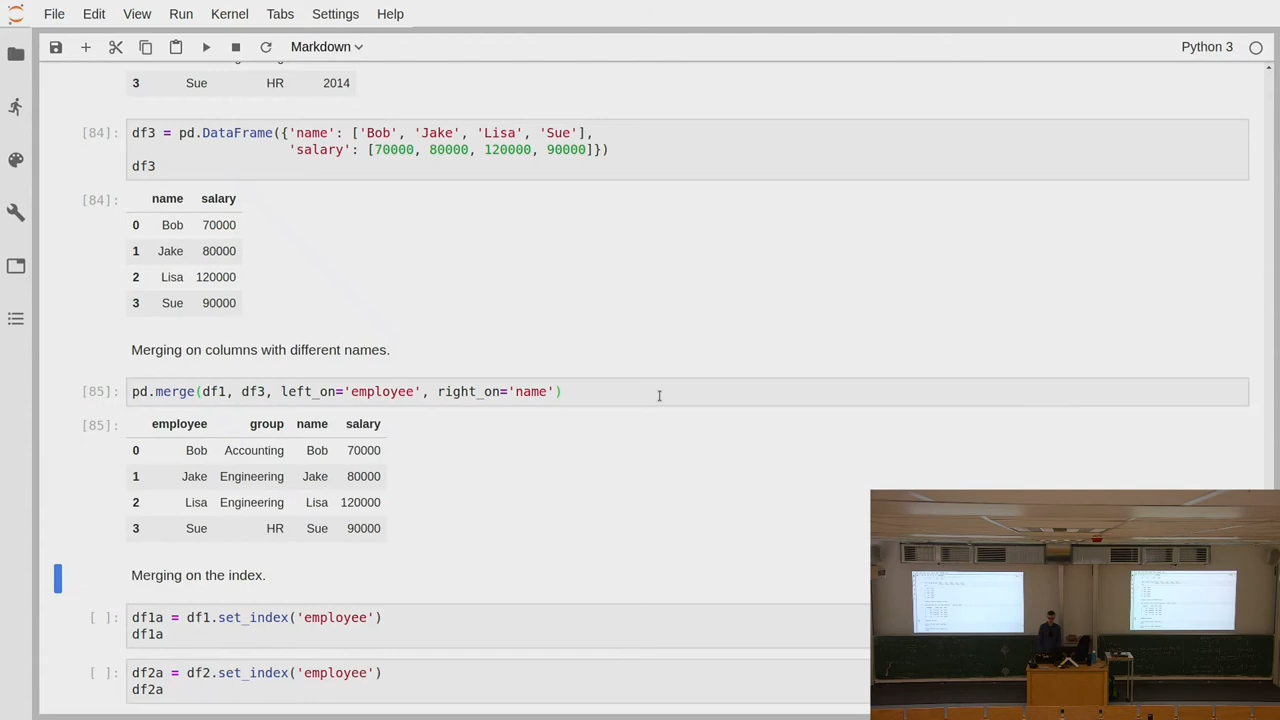 File Edit View Run Kernel Tabs Settings Help
Markdown Python 3
3 Sue HR 2014
[84]: df3 = pd.DataFrame({'name': ['Bob', 'Jake', 'Lisa', 'Sue'],
'salary': [70000, 80000, 120000, 90000]})
df3
[84]: name salary
0 Bob 70000
1 Jake 80000
2 Lisa 120000
3 Sue 90000
Merging on columns with different names.
[85]: pd.merge(df1, df3, left_on='employee', right_on='name')
[85]: employee group name salary
0 Bob Accounting Bob 70000
1 Jake Engineering Jake 80000
2 Lisa Engineering Lisa 120000
3 Sue HR Sue 90000
Merging on the index.
[ ]: df1a = df1.set_index('employee')
df1a
[ ]: df2a = df2.set_index('employee')
df2a